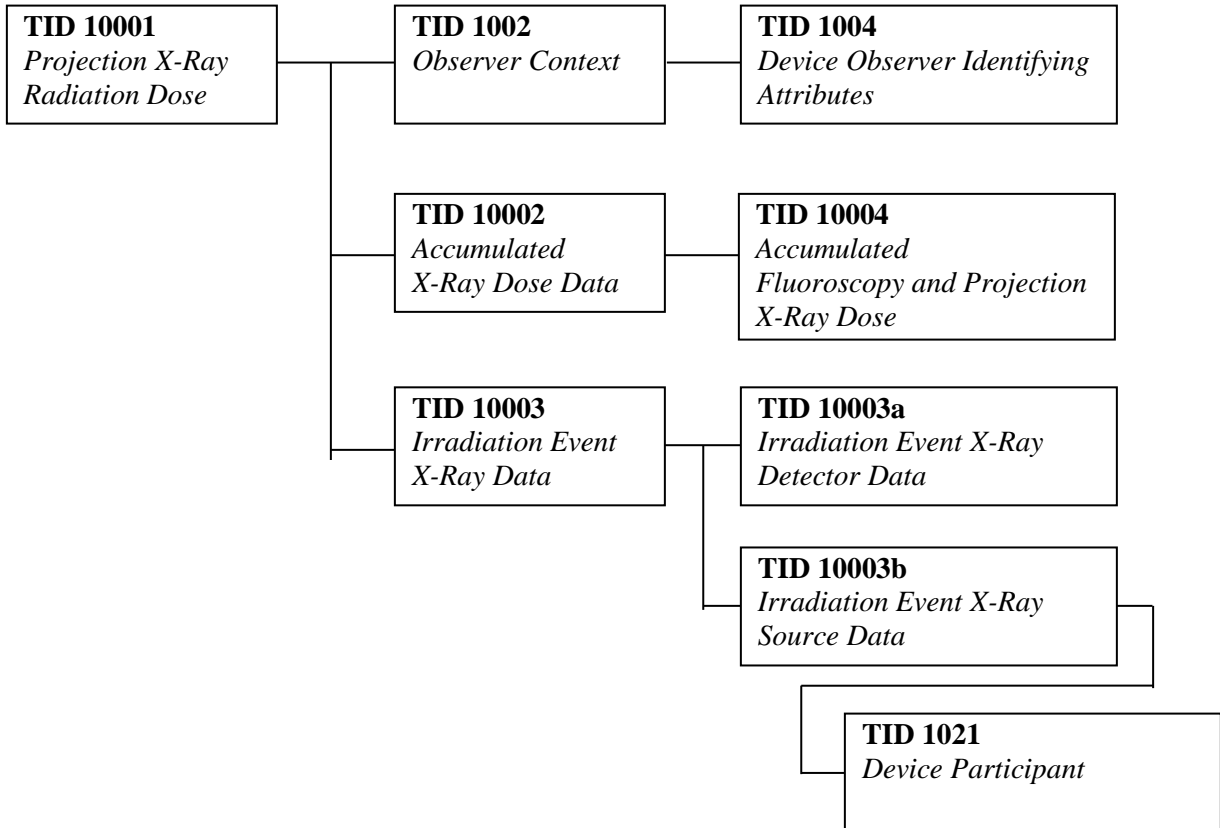 TID 10001
Projection X-Ray
Radiation Dose
TID 1002
Observer Context
TID 1004
Device Observer Identifying
Attributes
TID 10002
Accumulated
X-Ray Dose Data
TID 10004
Accumulated
Fluoroscopy and Projection
X-Ray Dose
TID 10003
Irradiation Event
X-Ray Data
TID 10003a
Irradiation Event X-Ray
Detector Data
TID 10003b
Irradiation Event X-Ray
Source Data
TID 1021
Device Participant